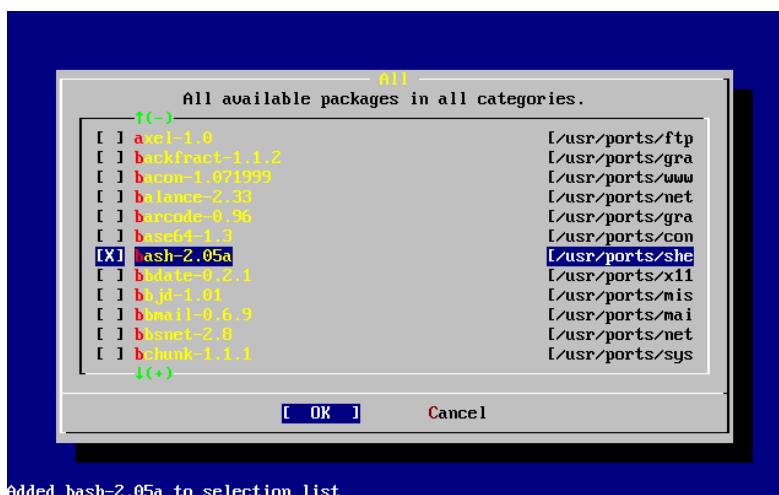 All
All available packages in all categories.
↑(-)
[ ] axel-1.0 [/usr/ports/ftp
[ ] backfract-1.1.2 [/usr/ports/gra
[ ] bacon-1.071999 [/usr/ports/www
[ ] balance-2.33 [/usr/ports/net
[ ] barcode-0.96 [/usr/ports/gra
[ ] base64-1.3 [/usr/ports/con
[X] bash-2.05a [/usr/ports/she
[ ] bbdate-0.2.1 [/usr/ports/x11
[ ] bbjd-1.01 [/usr/ports/mis
[ ] bbmail-0.6.9 [/usr/ports/mai
[ ] bbsnet-2.8 [/usr/ports/net
[ ] bchunk-1.1.1 [/usr/ports/sys
↓(+)
[ OK ] Cancel
Added bash-2.05a to selection list